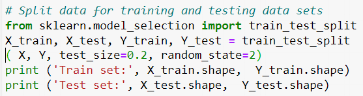 # Split data for training and testing data sets
from sklearn.model_selection import train_test_split
X_train, X_test, Y_train, Y_test = train_test_split
( X, Y, test_size=0.2, random_state=2)
print ('Train set:', X_train.shape,  Y_train.shape)
print ('Test set:', X_test.shape,  Y_test.shape)